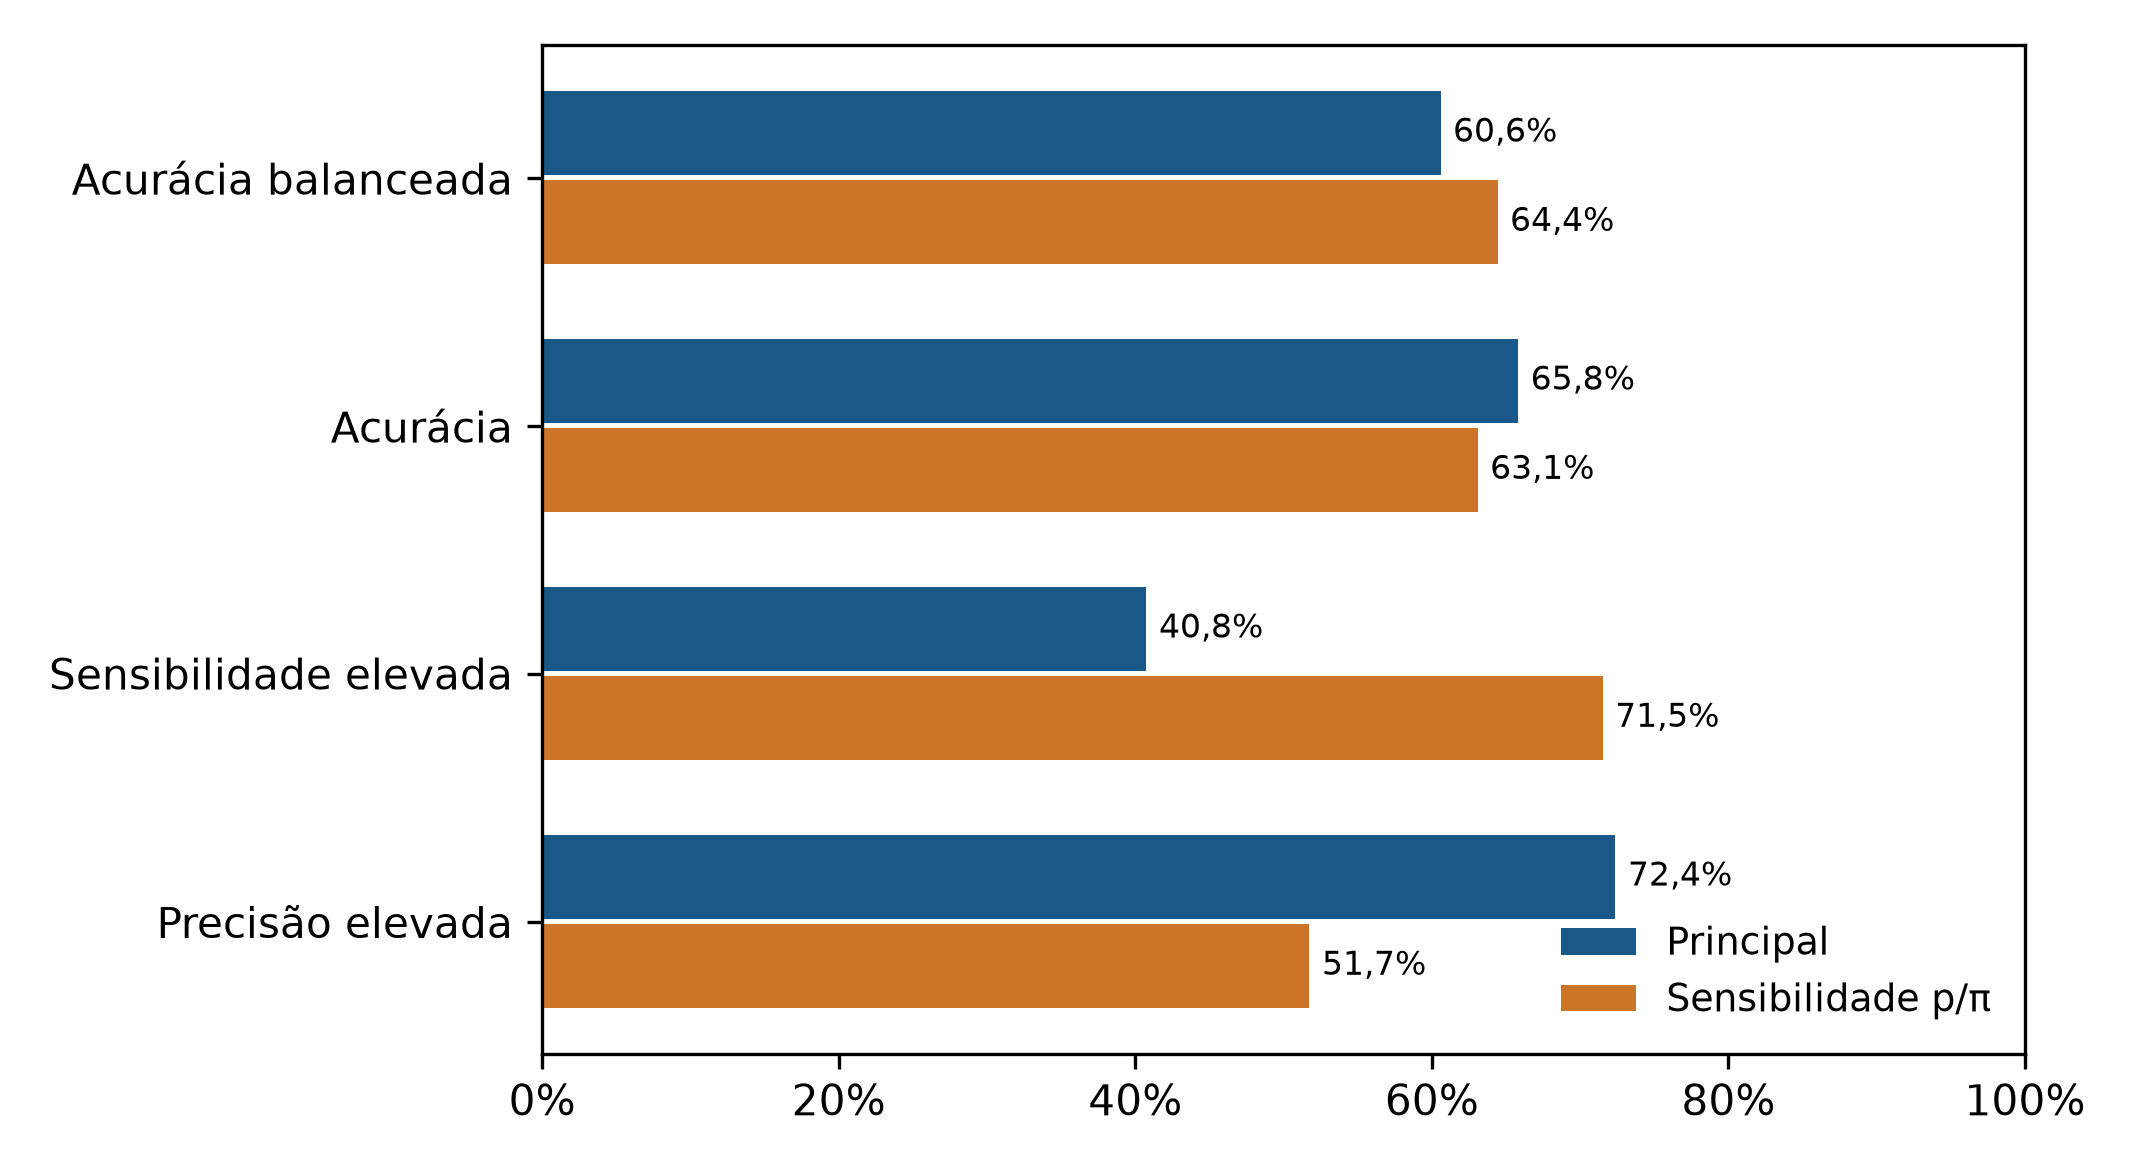 60,6%
Acurácia balanceada
64,4%
65,8%
Acurácia
63,1%
40,8%
Sensibilidade elevada
71,5%
72,4%
Precisão elevada
51,7%
Principal
Sensibilidade p/π
0% 20% 40% 60% 80% 100%